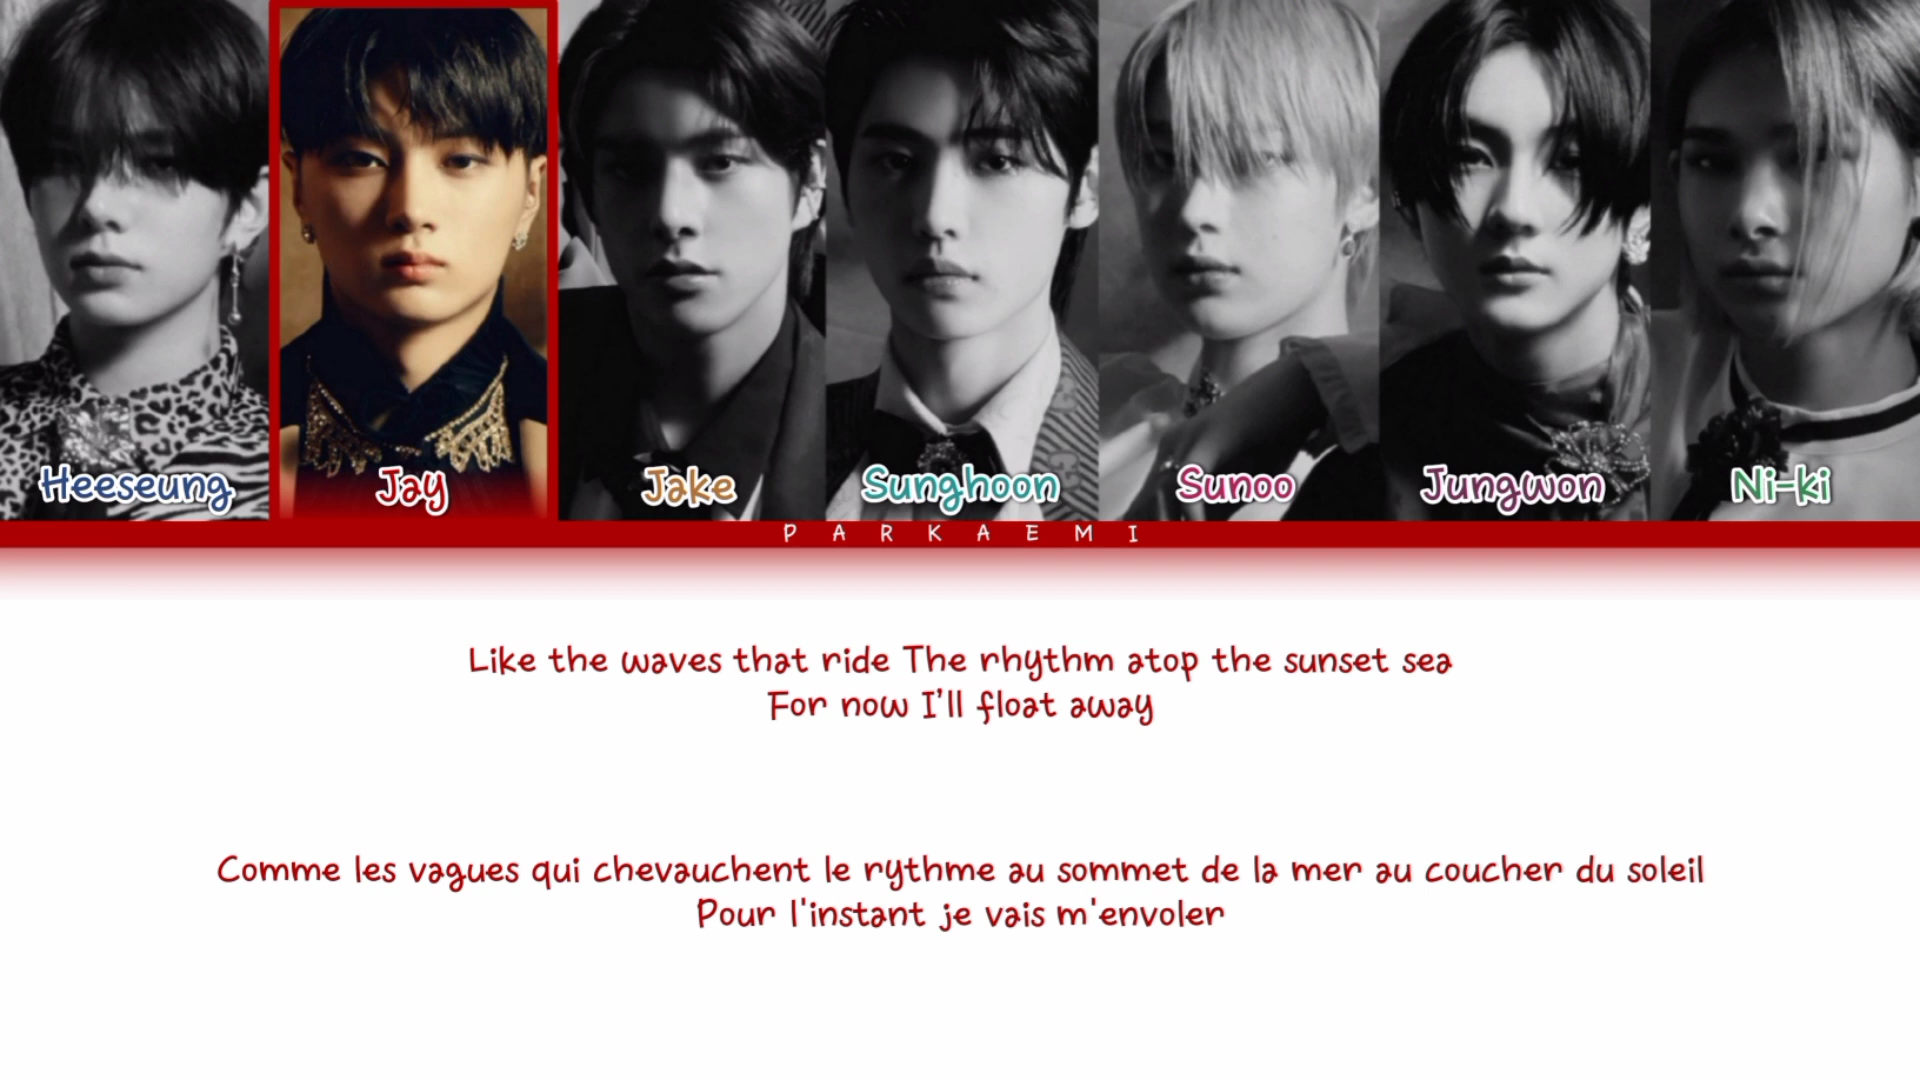 Heeseung
Jay
Jake
Sunghoon
Sunoo
Jungwon
Ni-ki
PARKAEMI
Like the waves that ride The rhythm atop the sunset sea
For now I'll float away
Comme les vagues qui chevauchent le rythme au sommet de la mer au coucher du soleil
Pour l'instant je vais m'envoler